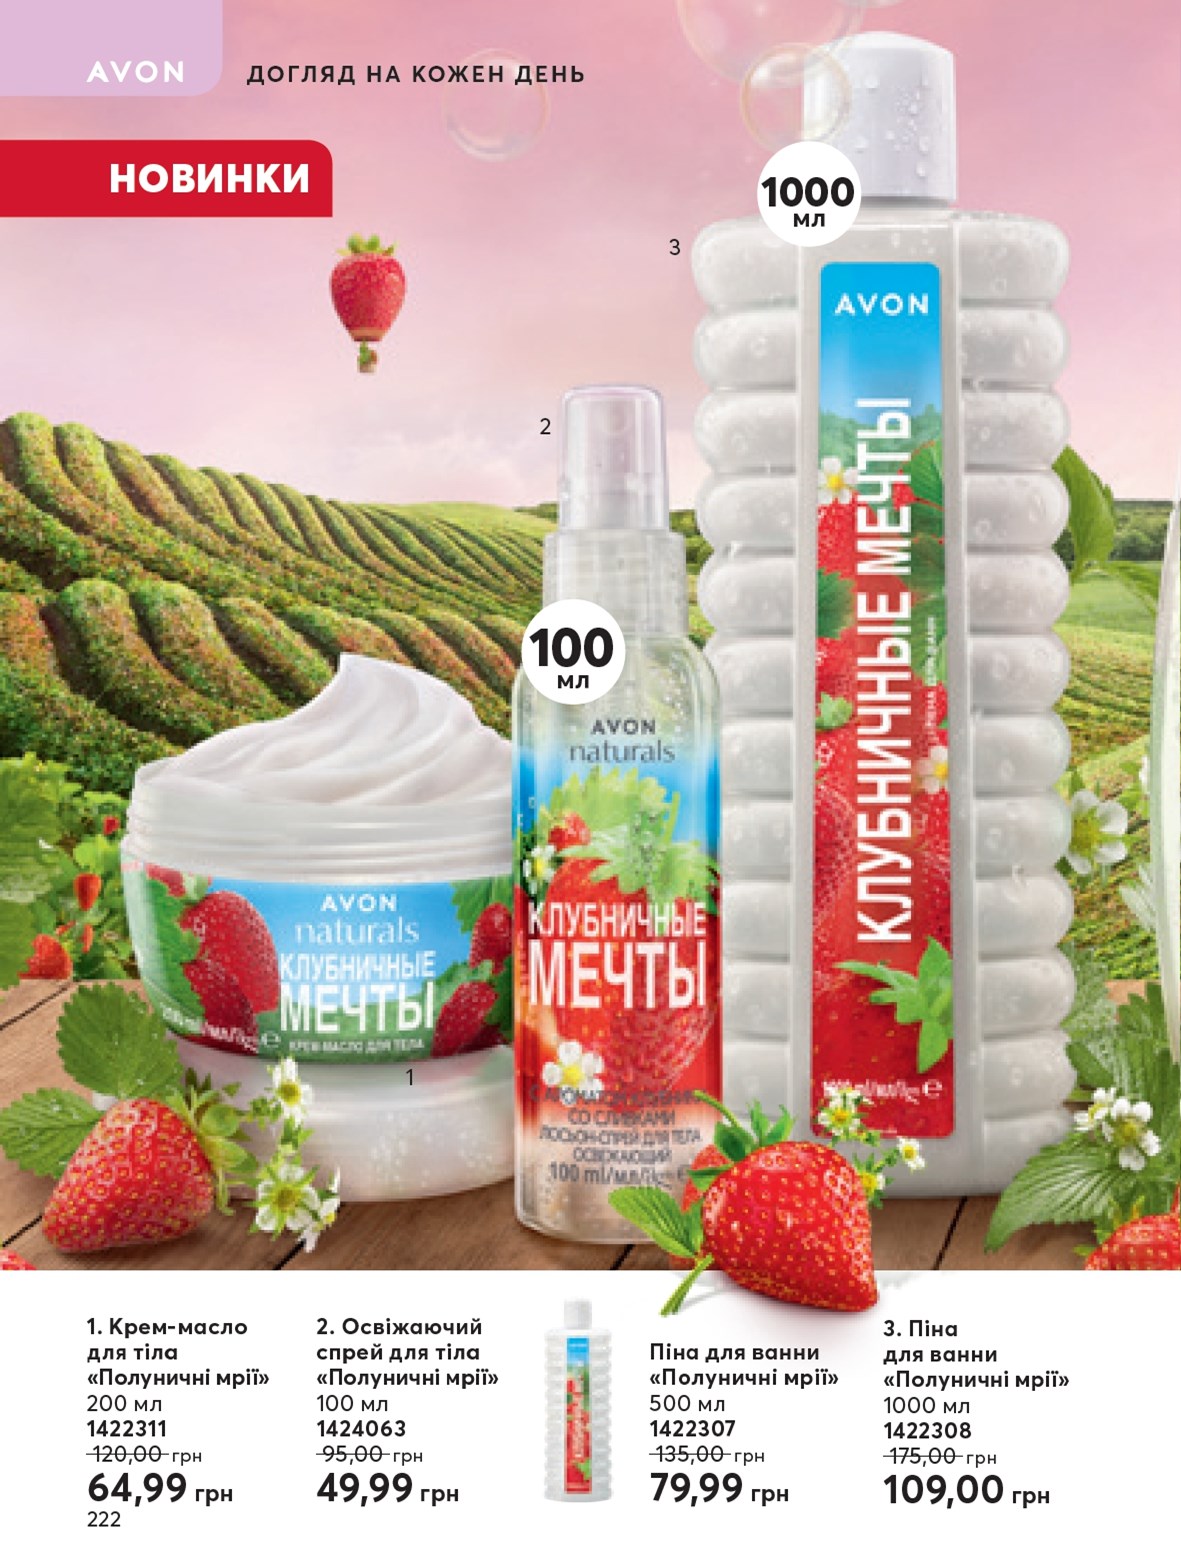 AVON
ДОГЛЯД НА КОЖЕН ДЕНЬ
НОВИНКИ
1000
МЛ
3
AVON
КЛУБНИЧНЫЕ МЕЧТЫ
2
100
МЛ
AVON
naturals
КЛУБНИЧНЫЕ
МЕЧТЫ
СО СЛИВКАМИ
ЛОСЬОН-СПРЕЙ ДЛЯ ТЕЛА
ОСВЕЖАЮЩИЙ
100 ml/мл/
AVON
naturals
КЛУБНИЧНЫЕ
МЕЧТЫ
КРЕМ-МАСЛО ДЛЯ ТЕЛА
1
1. Крем-масло
для тіла
«Полуничні мрії»
200 мл
1422311
120,00 грн
64,99 грн
2. Освіжаючий
спрей для тіла
«Полуничні мрії»
100 мл
1424063
95,00 грн
49,99 грн
Піна для ванни
«Полуничні мрії»
500 мл
1422307
135,00 грн
79,99 грн
3. Піна
для ванни
«Полуничні мрії»
1000 мл
1422308
175,00 грн
109,00 грн
222